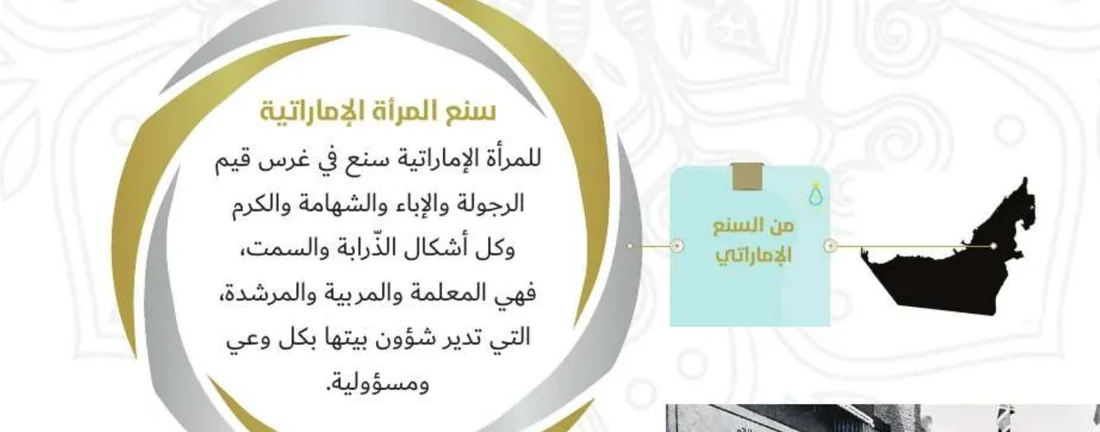 سنع المرأة الإماراتية
للمرأة الإماراتية سنع في غرس قيم
الرجولة والإباء والشهامة والكرم
وكل أشكال الذّرابة والسمت،
فهي المعلمة والمربية والمرشدة،
التي تدير شؤون بيتها بكل وعي
ومسؤولية.
من السنع
الإماراتي